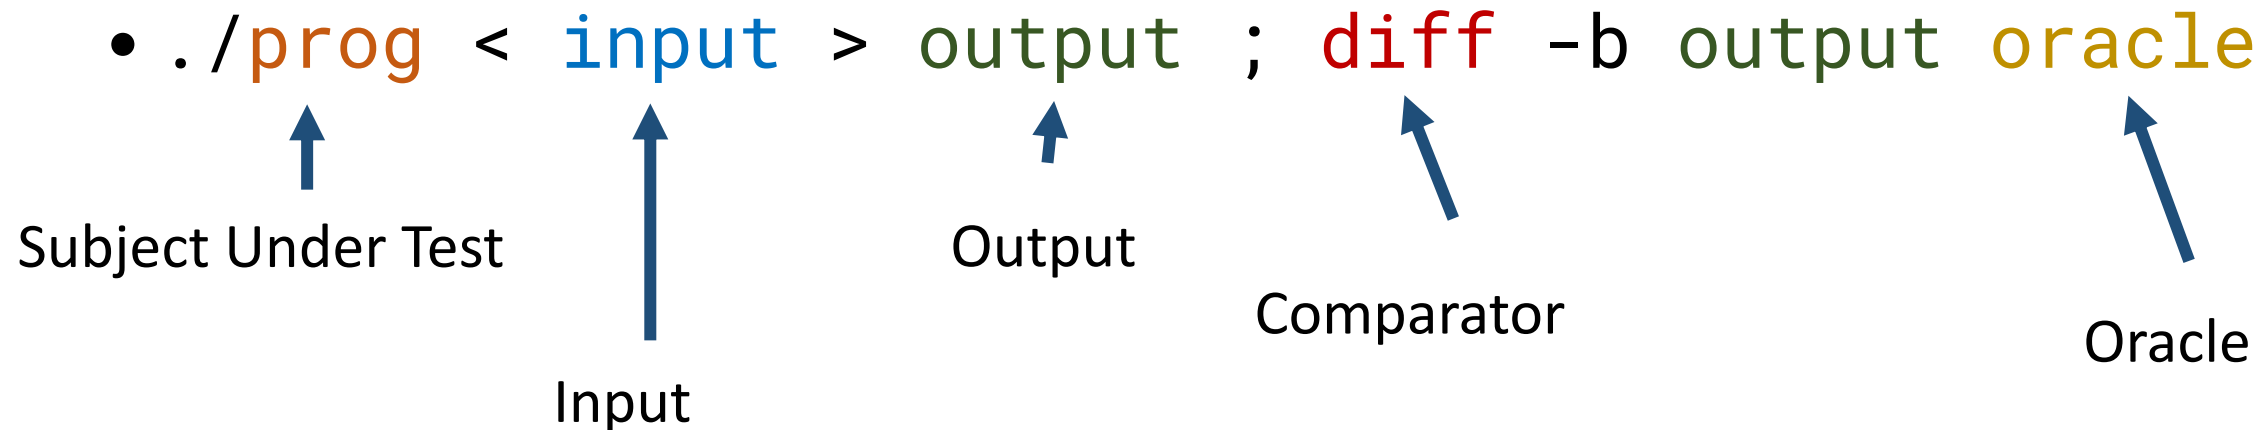 • ./prog < input > output ; diff -b output oracle
Subject Under Test
Output
Comparator
Oracle
Input